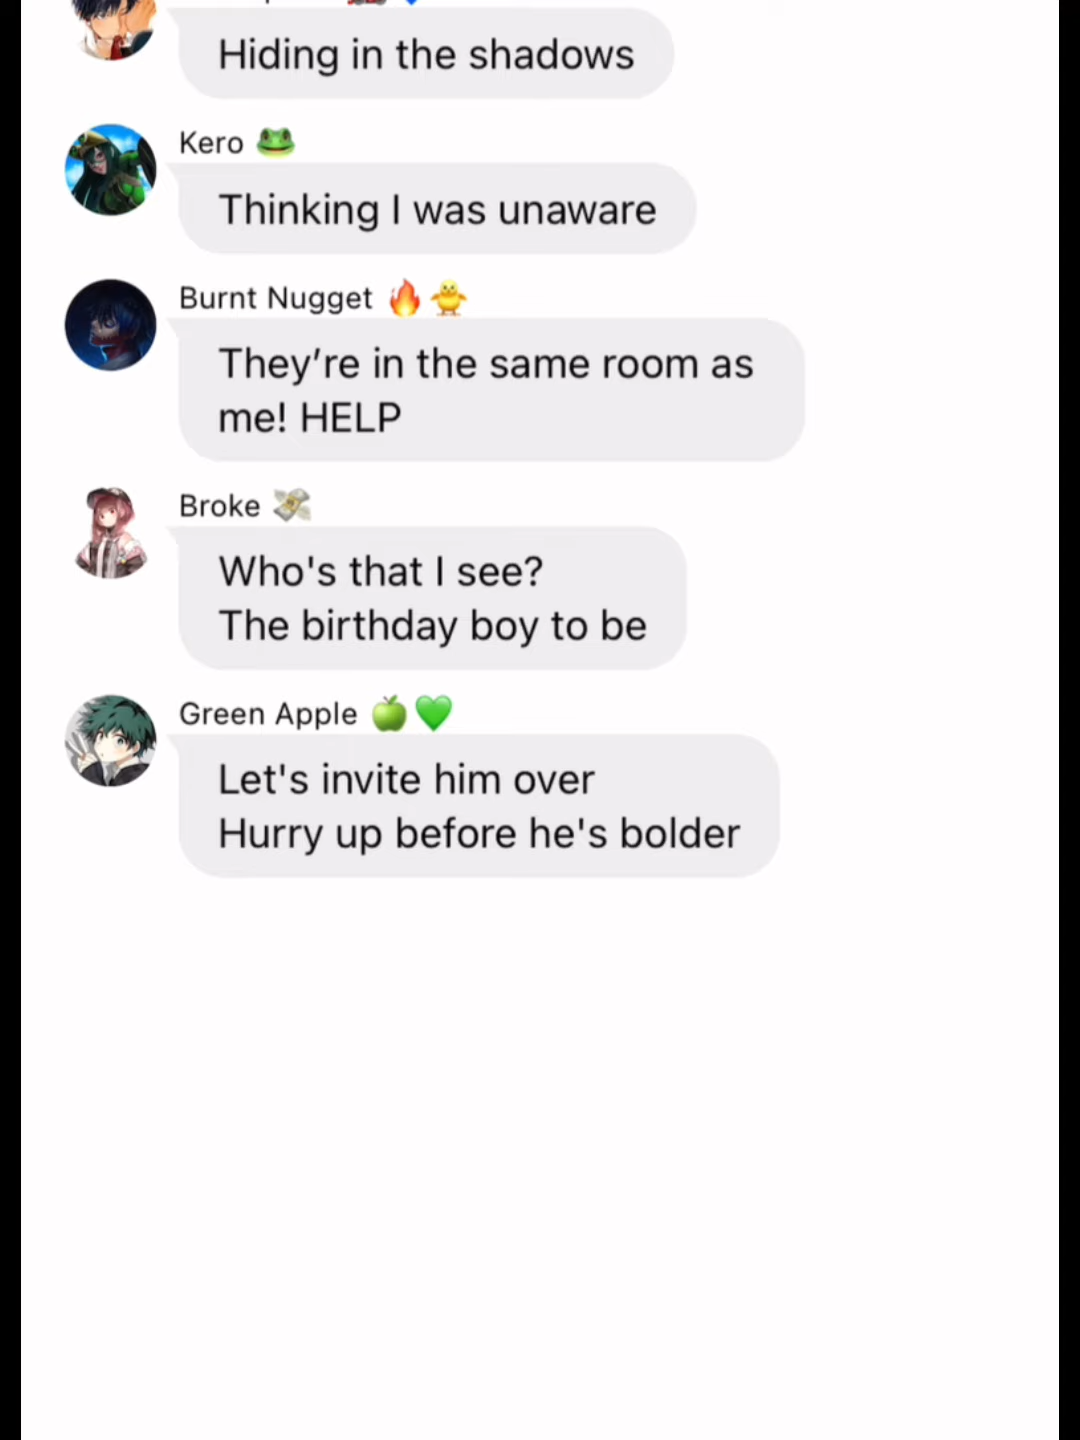 Hiding in the shadows
Kero 🐸
Thinking I was unaware
Burnt Nugget 🔥🐥
They’re in the same room as
me! HELP
Broke 💸
Who's that I see?
The birthday boy to be
Green Apple 🍏💚
Let's invite him over
Hurry up before he's bolder